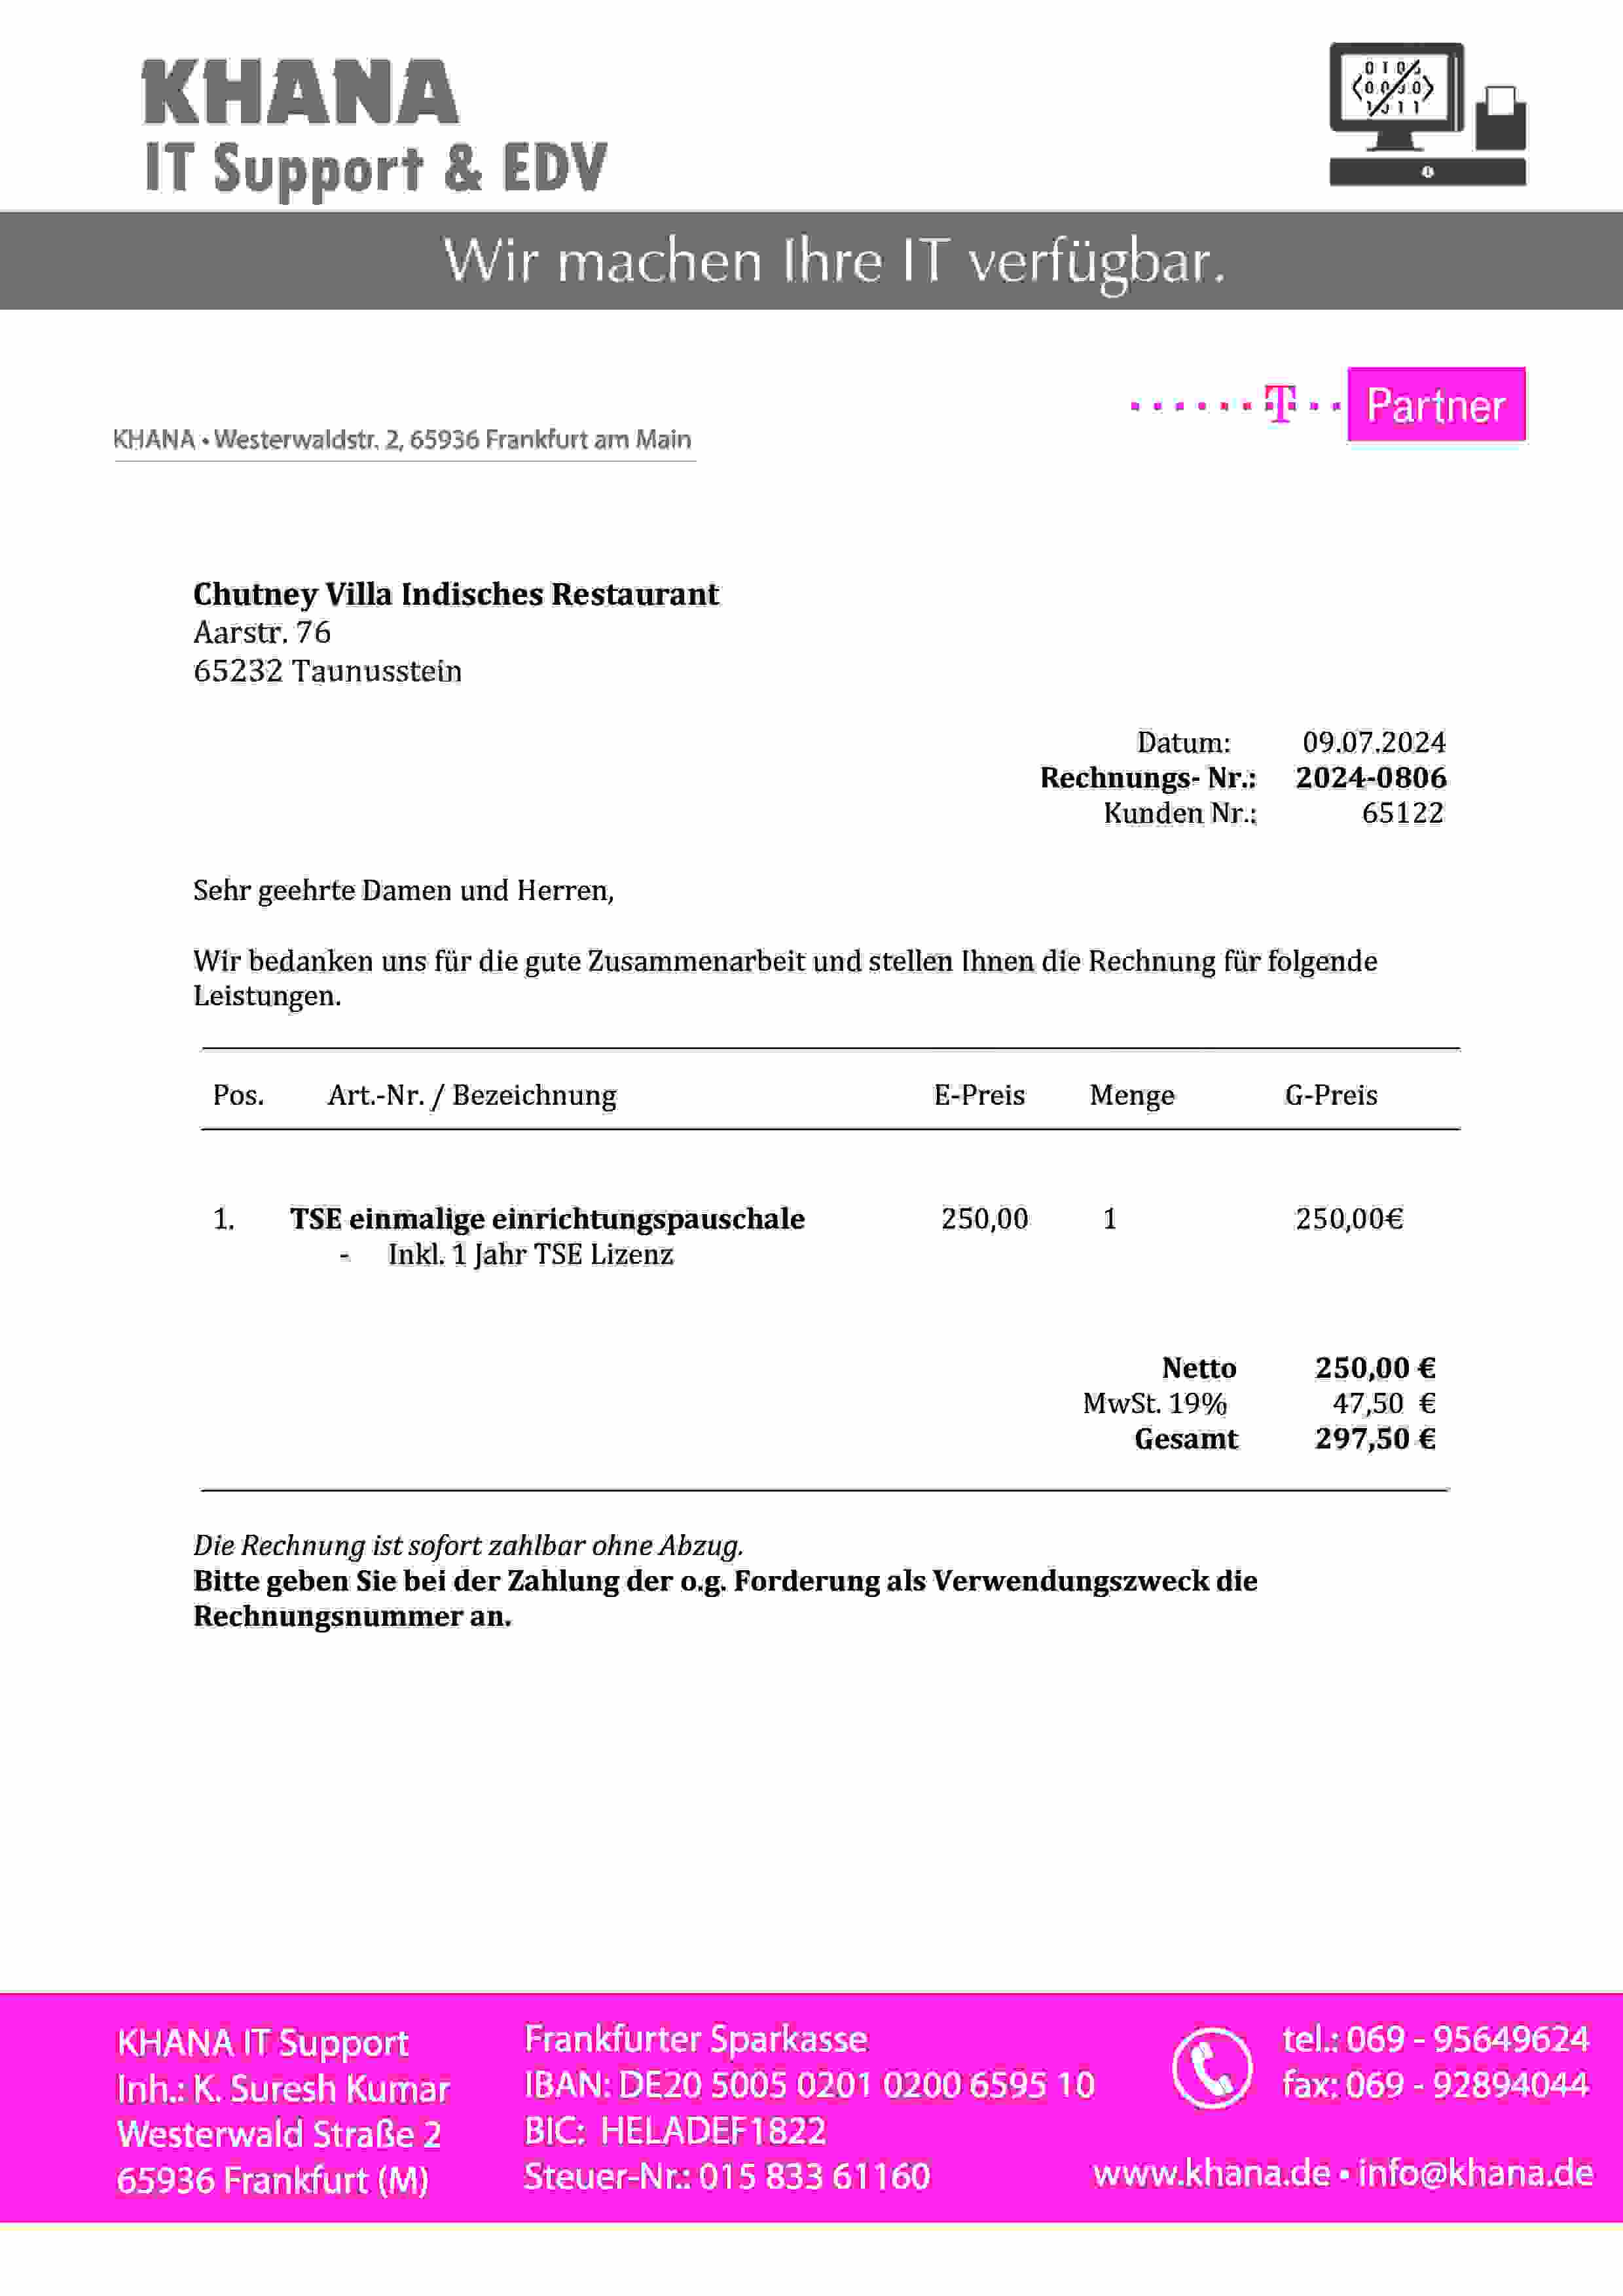 KHANA
IT Support & EDV
Wir machen Ihre IT verfügbar.
T Partner
KHANA • Westerwaldstr. 2, 65936 Frankfurt am Main
Chutney Villa Indisches Restaurant
Aarstr. 76
65232 Taunusstein
Datum: 09.07.2024
Rechnungs- Nr.: 2024-0806
Kunden Nr.: 65122
Sehr geehrte Damen und Herren,
Wir bedanken uns für die gute Zusammenarbeit und stellen Ihnen die Rechnung für folgende
Leistungen.
Pos. Art.-Nr. / Bezeichnung E-Preis Menge G-Preis
1. TSE einmalige einrichtungspauschale 250,00 1 250,00€
- Inkl. 1 Jahr TSE Lizenz
Netto 250,00 €
MwSt. 19% 47,50 €
Gesamt 297,50 €
Die Rechnung ist sofort zahlbar ohne Abzug.
Bitte geben Sie bei der Zahlung der o.g. Forderung als Verwendungszweck die
Rechnungsnummer an.
KHANA IT Support
Inh.: K. Suresh Kumar
Westerwald Straße 2
65936 Frankfurt (M)
Frankfurter Sparkasse
IBAN: DE20 5005 0201 0200 6595 10
BIC: HELADEF1822
Steuer-Nr.: 015 833 61160
tel.: 069 - 95649624
fax: 069 - 92894044
www.khana.de • info@khana.de